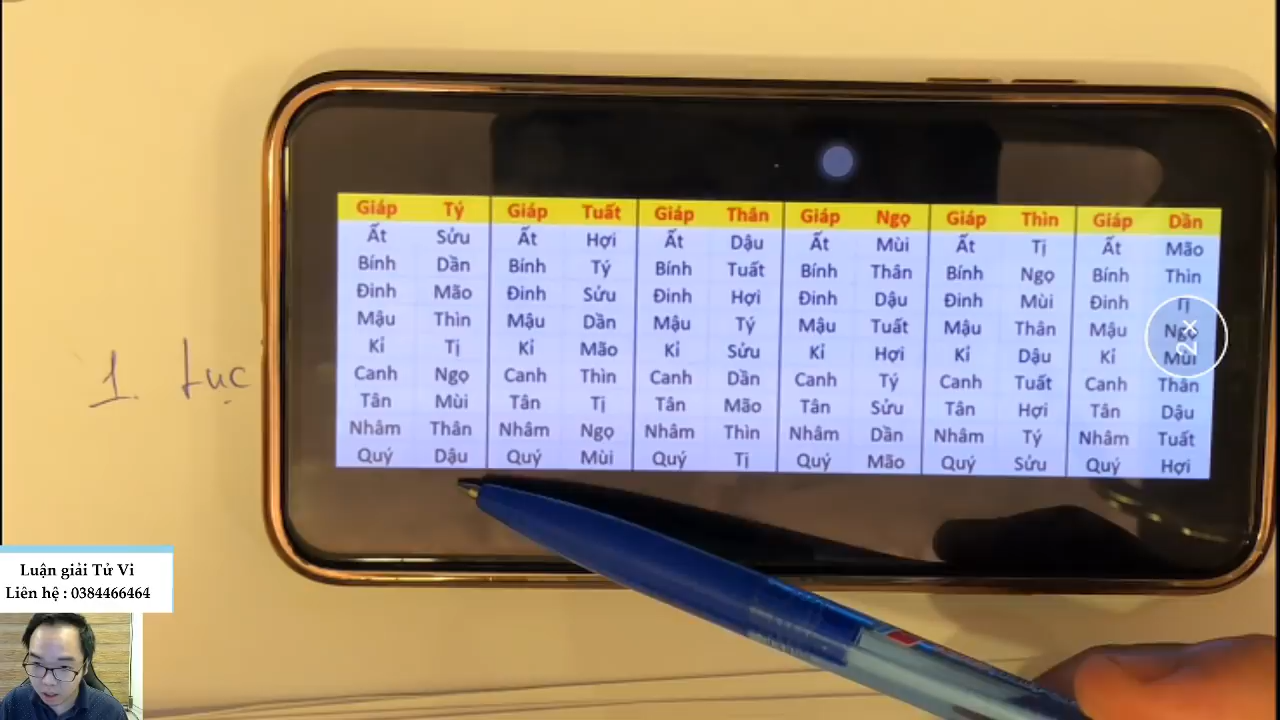 Giáp Tý Giáp Tuất Giáp Thân Giáp Ngọ Giáp Thìn Giáp Dần
Ất Sửu Ất Hợi Ất Dậu Ất Mùi Ất Tị Ất Mão
Bính Dần Bính Tý Bính Tuất Bính Thân Bính Ngọ Bính Thìn
Đinh Mão Đinh Sửu Đinh Hợi Đinh Dậu Đinh Mùi Đinh Tị
Mậu Thìn Mậu Dần Mậu Tý Mậu Tuất Mậu Thân Mậu Ngọ
Kỉ Tị Kỉ Mão Kỉ Sửu Kỉ Hợi Kỉ Dậu Kỉ Mùi
2x
Canh Ngọ Canh Thìn Canh Dần Canh Tý Canh Tuất Canh Thân
Tân Mùi Tân Tị Tân Mão Tân Sửu Tân Hợi Tân Dậu
Nhâm Thân Nhâm Ngọ Nhâm Thìn Nhâm Dần Nhâm Tý Nhâm Tuất
Quý Dậu Quý Mùi Quý Tị Quý Mão Quý Sửu Quý Hợi
1. Lục
Luận giải Tử Vi
Liên hệ : 0384466464